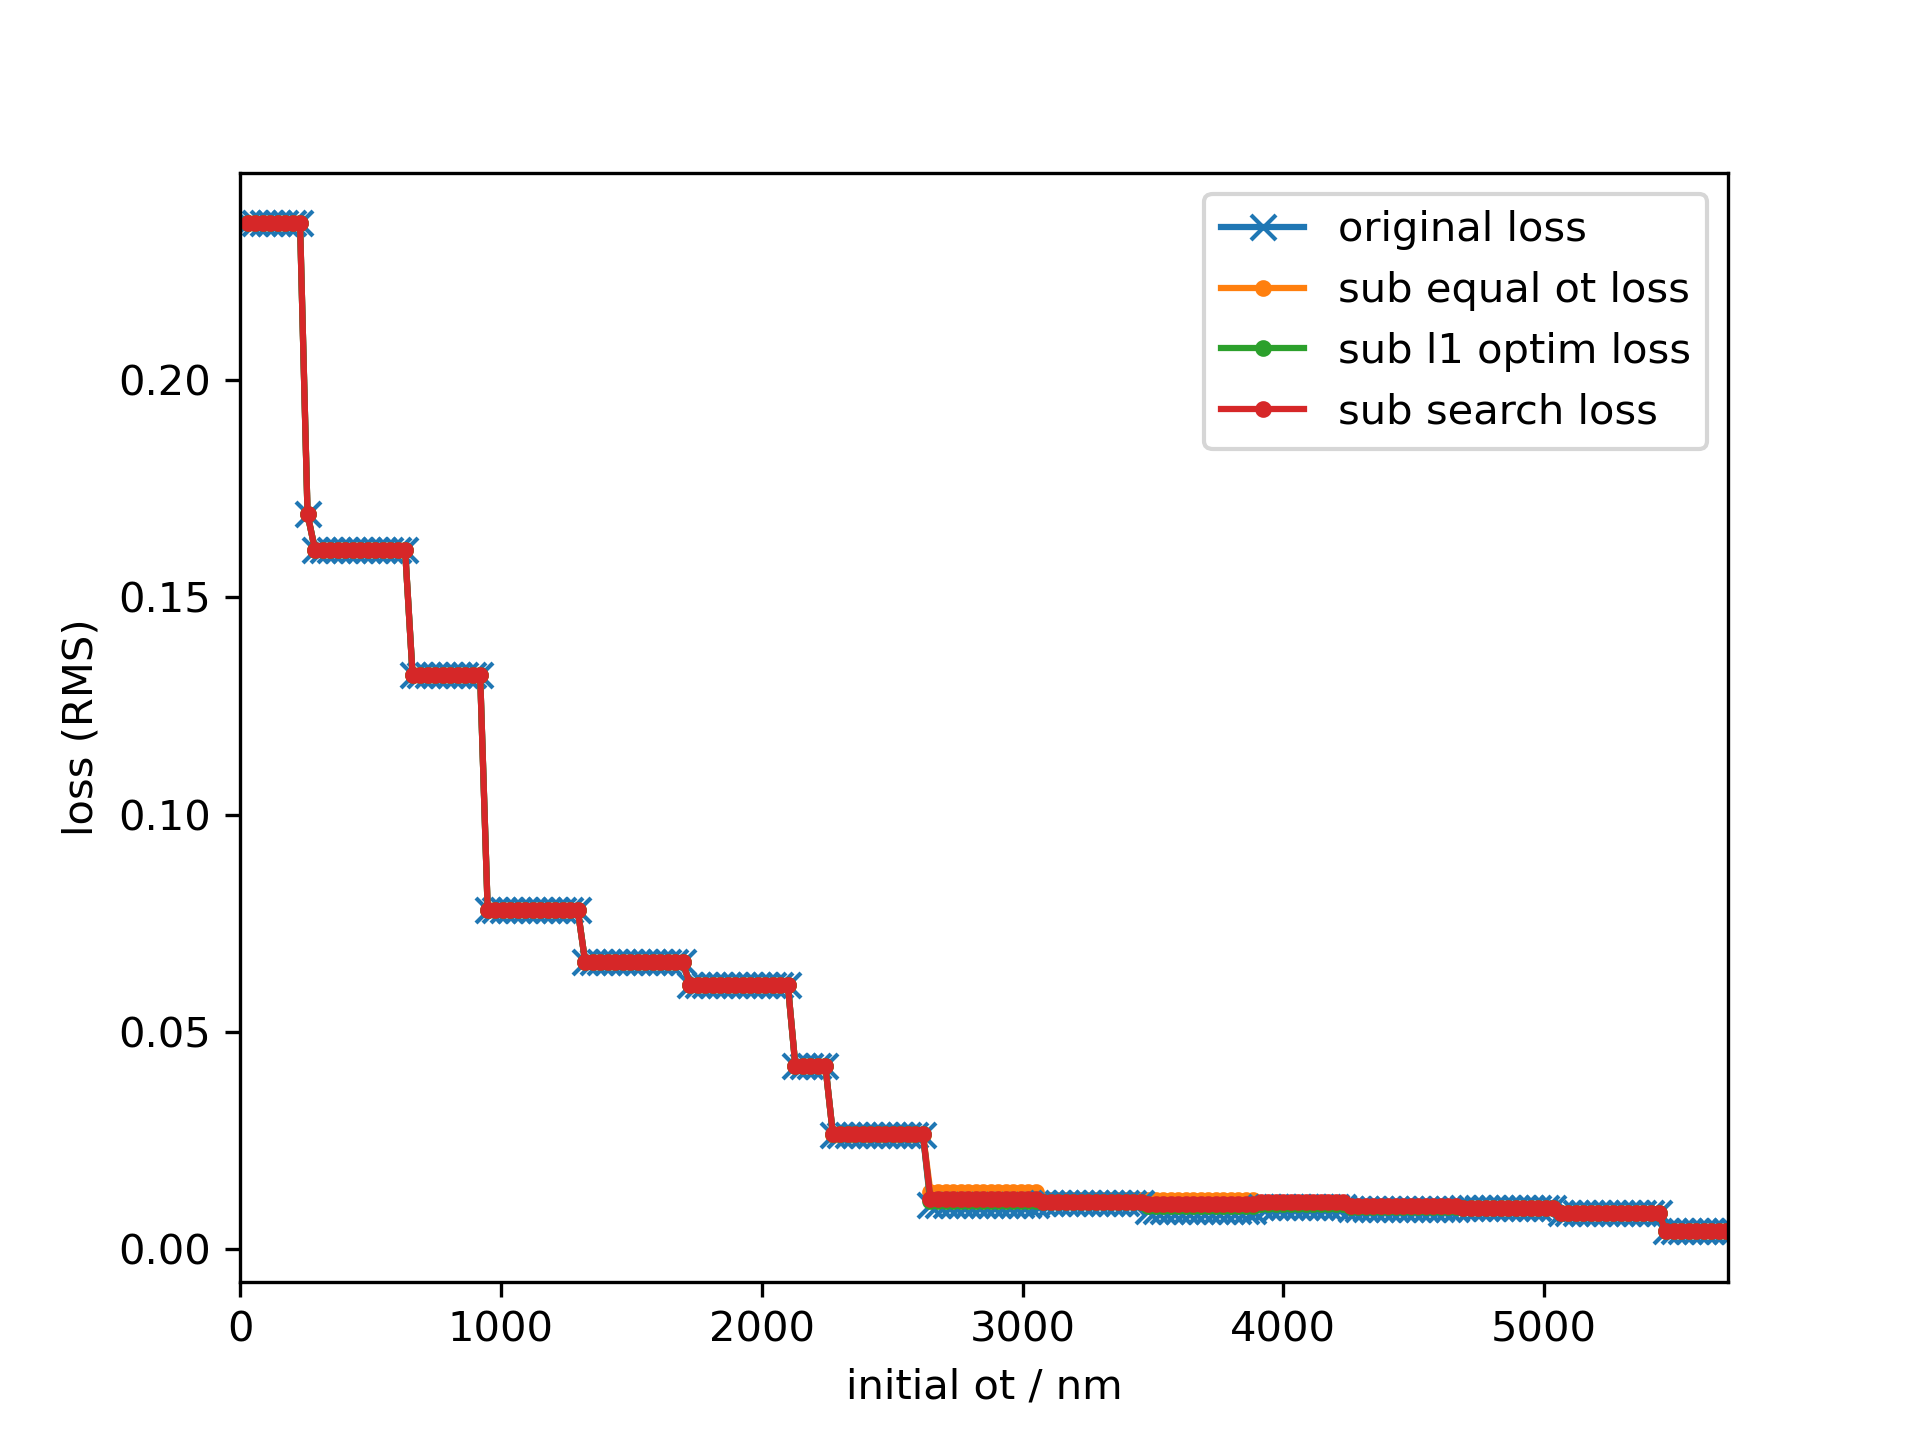 original loss
sub equal ot loss
sub l1 optim loss
sub search loss
0.20
0.15
0.10
0.05
0.00
loss (RMS)
0 1000 2000 3000 4000 5000
initial ot / nm